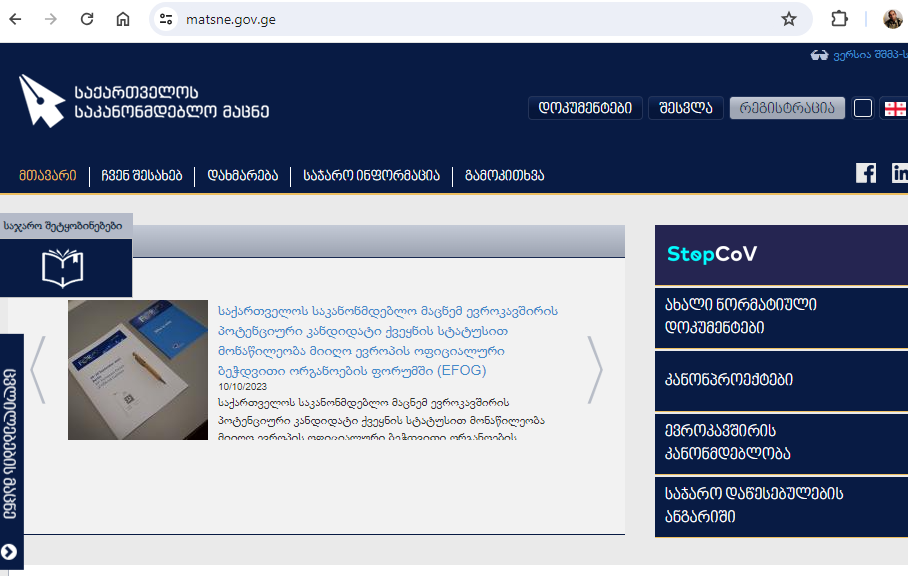 matsne.gov.ge
ვერსია შშმპ-ს
საქართველოს
საკანონმდებლო მაცნე
დოკუმენტები
შესვლა
რეგისტრაცია
მთავარი
ჩვენ შესახებ
დახმარება
საჯარო ინფორმაცია
გამოკითხვა
საჯარო შეტყობინებები
StopCoV
საქართველოს საკანონმდებლო მაცნემ ევროკავშირის
პოტენციური კანდიდატი ქვეყნის სტატუსით
მონაწილეობა მიიღო ევროპის ოფიციალური
ბეჭდვითი ორგანოების ფორუმში (EFOG)
10/10/2023
საქართველოს საკანონმდებლო მაცნემ ევროკავშირის
პოტენციური კანდიდატი ქვეყნის სტატუსით მონაწილეობა
მიიღო ევროპის ოფიციალური ბეჭდვითი ორგანოების
ახალი ნორმატიული
დოკუმენტები
კანონპროექტები
ევროკავშირის
კანონმდებლობა
საჯარო დაწესებულების
ანგარიში